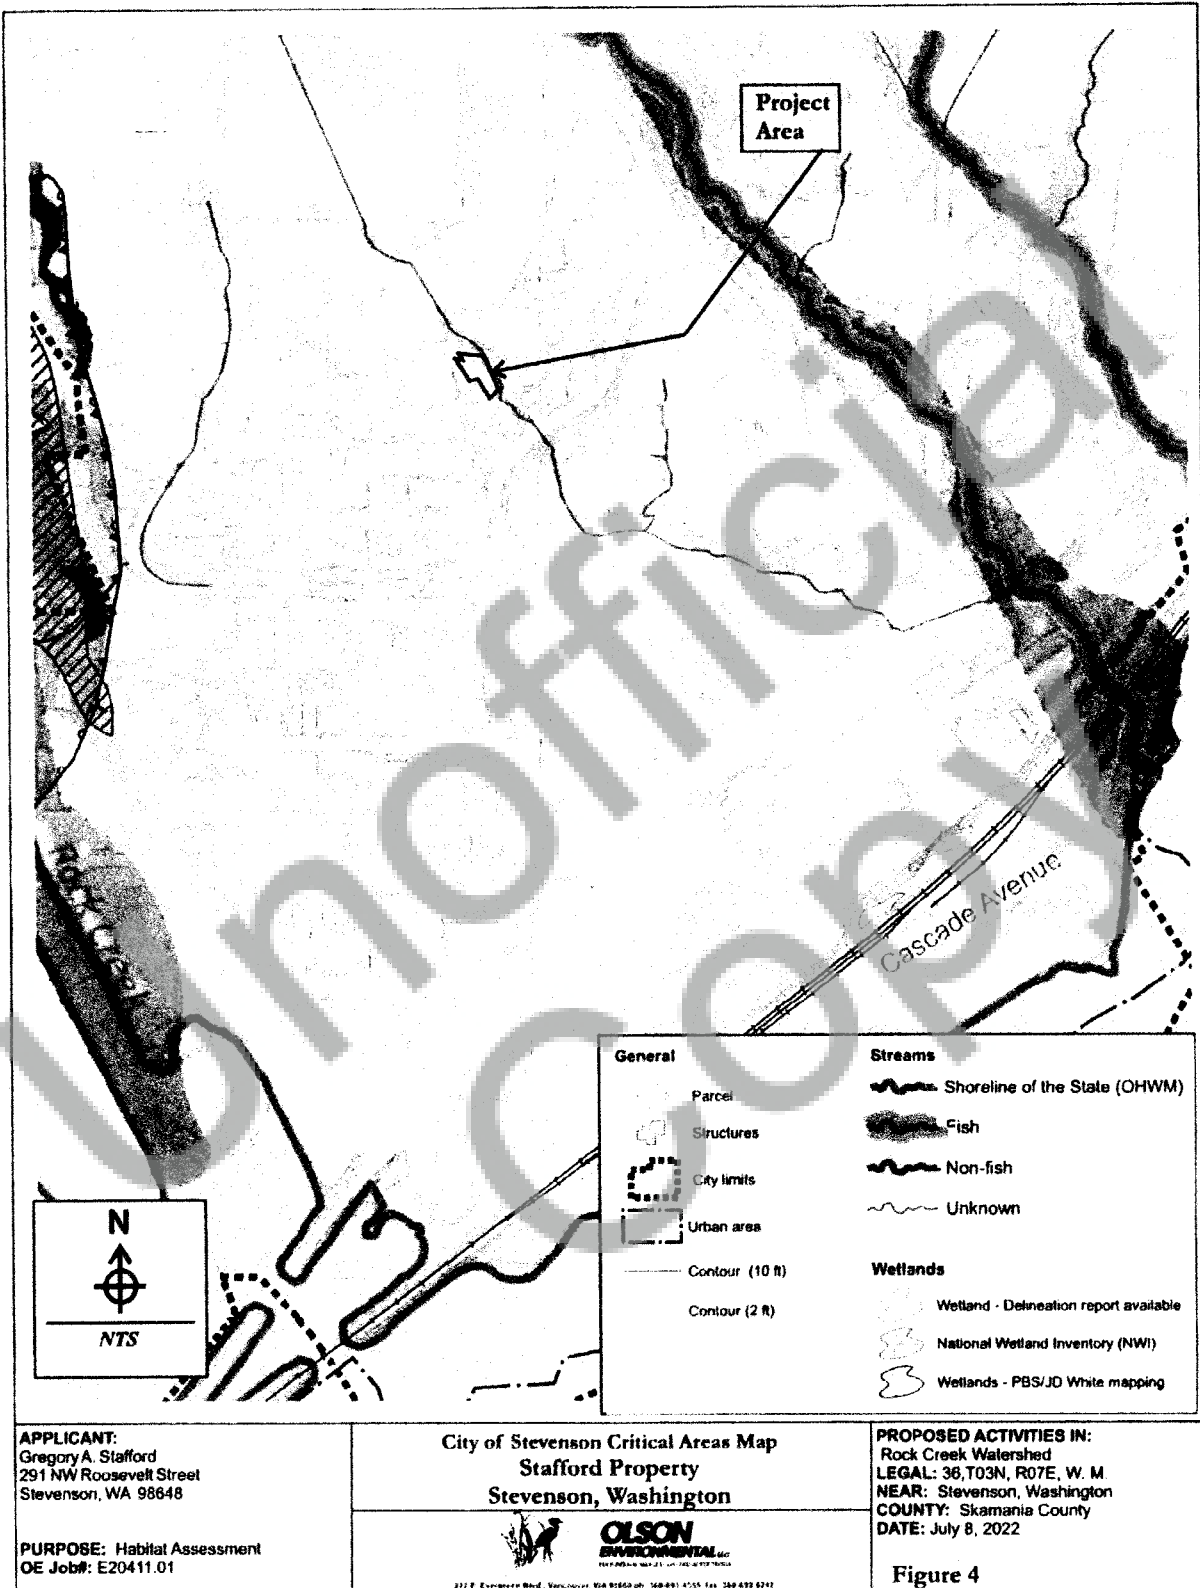 Project
Area
Rock Creek
Cascade Avenue
Unofficial
Copy
General
Parcel
Structures
City limits
Urban area
Contour (10 ft)
Contour (2 ft)
Streams
Shoreline of the State (OHWM)
Fish
Non-fish
Unknown
Wetlands
Wetland - Delineation report available
National Wetland Inventory (NWI)
Wetlands - PBS/JD White mapping
N
NTS
APPLICANT:
Gregory A. Stafford
291 NW Roosevelt Street
Stevenson, WA 98648
PURPOSE: Habitat Assessment
OE Job#: E20411.01
City of Stevenson Critical Areas Map
Stafford Property
Stevenson, Washington
OLSON
ENVIRONMENTAL LLC
PROPOSED ACTIVITIES IN:
Rock Creek Watershed
LEGAL: 36,T03N, R07E, W. M.
NEAR: Stevenson, Washington
COUNTY: Skamania County
DATE: July 8, 2022
Figure 4